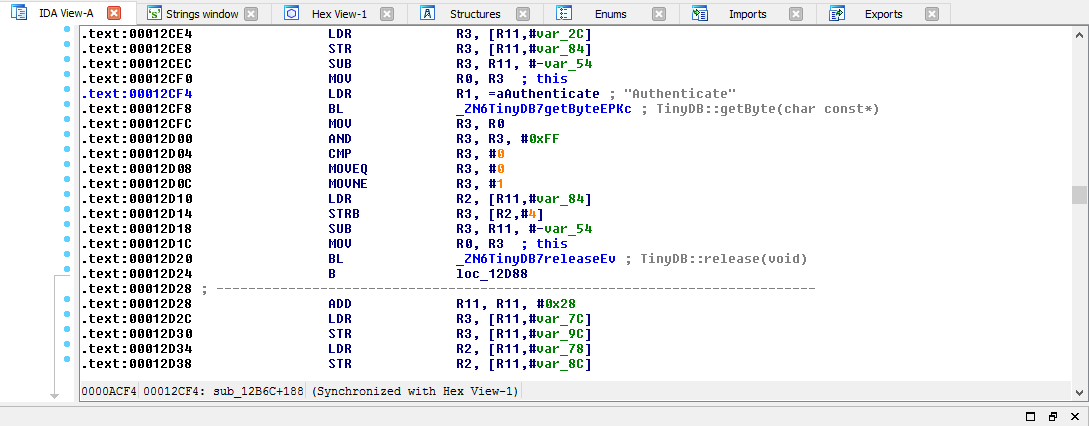 IDA View-A Strings window Hex View-1 Structures Enums Imports Exports
.text:00012CE4 LDR R3, [R11,#var_2C]
.text:00012CE8 STR R3, [R11,#var_84]
.text:00012CEC SUB R3, R11, #-var_54
.text:00012CF0 MOV R0, R3 ; this
.text:00012CF4 LDR R1, =aAuthenticate ; "Authenticate"
.text:00012CF8 BL _ZN6TinyDB7getByteEPKc ; TinyDB::getByte(char const*)
.text:00012CFC MOV R3, R0
.text:00012D00 AND R3, R3, #0xFF
.text:00012D04 CMP R3, #0
.text:00012D08 MOVEQ R3, #0
.text:00012D0C MOVNE R3, #1
.text:00012D10 LDR R2, [R11,#var_84]
.text:00012D14 STRB R3, [R2,#4]
.text:00012D18 SUB R3, R11, #-var_54
.text:00012D1C MOV R0, R3 ; this
.text:00012D20 BL _ZN6TinyDB7releaseEv ; TinyDB::release(void)
.text:00012D24 B loc_12D88
.text:00012D28 ; ---------------------------------------------------------------------------
.text:00012D28 ADD R11, R11, #0x28
.text:00012D2C LDR R3, [R11,#var_7C]
.text:00012D30 STR R3, [R11,#var_9C]
.text:00012D34 LDR R2, [R11,#var_78]
.text:00012D38 STR R2, [R11,#var_8C]
0000ACF4 00012CF4: sub_12B6C+188 (Synchronized with Hex View-1)